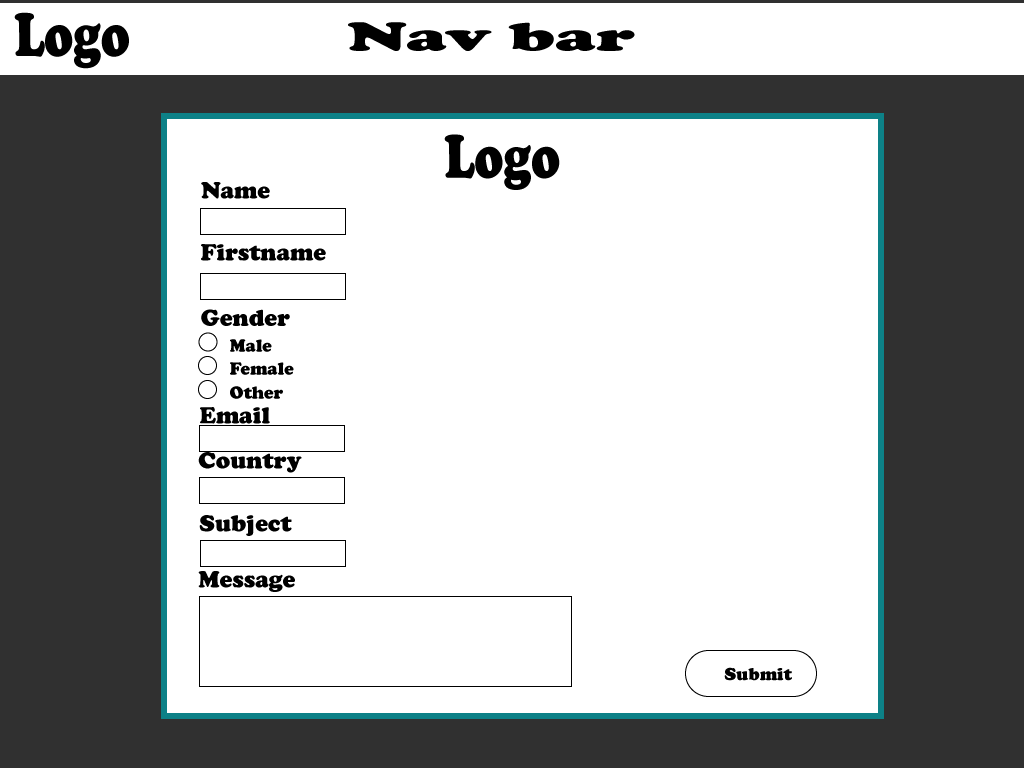 Logo
Nav bar
Logo
Name
Firstname
Gender
Male
Female
Other
Email
Country
Subject
Message
Submit